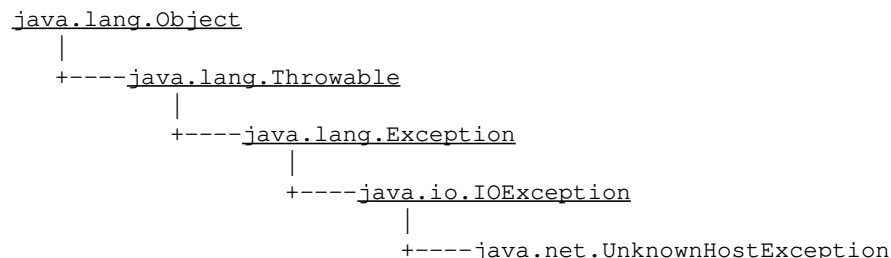 java.lang.Object
   |
   +----java.lang.Throwable
           |
           +----java.lang.Exception
                   |
                   +----java.io.IOException
                           |
                           +----java.net.UnknownHostException